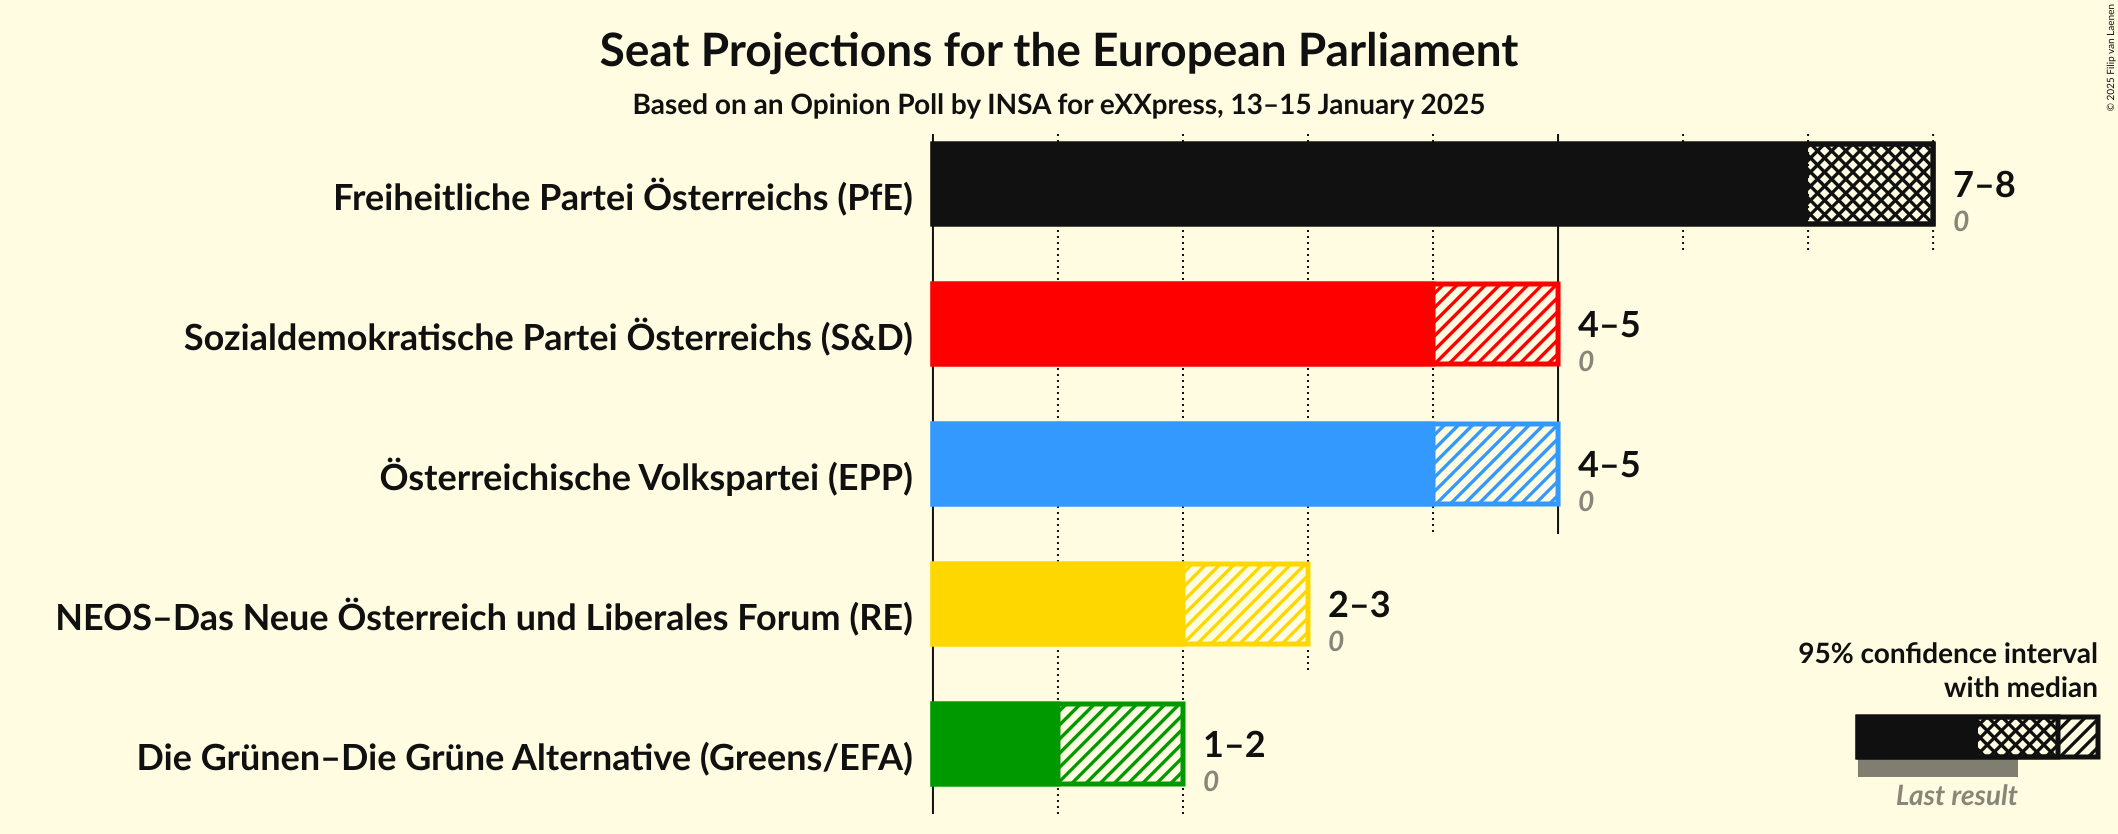 Seat Projections for the European Parliament
Based on an Opinion Poll by INSA for eXXpress, 13–15 January 2025
© 2025 Filip van Laenen
Freiheitliche Partei Österreichs (PfE)
7–8
0
Sozialdemokratische Partei Österreichs (S&D)
4–5
0
Österreichische Volkspartei (EPP)
4–5
0
NEOS–Das Neue Österreich und Liberales Forum (RE)
2–3
0
Die Grünen–Die Grüne Alternative (Greens/EFA)
1–2
0
95% confidence interval
with median
Last result